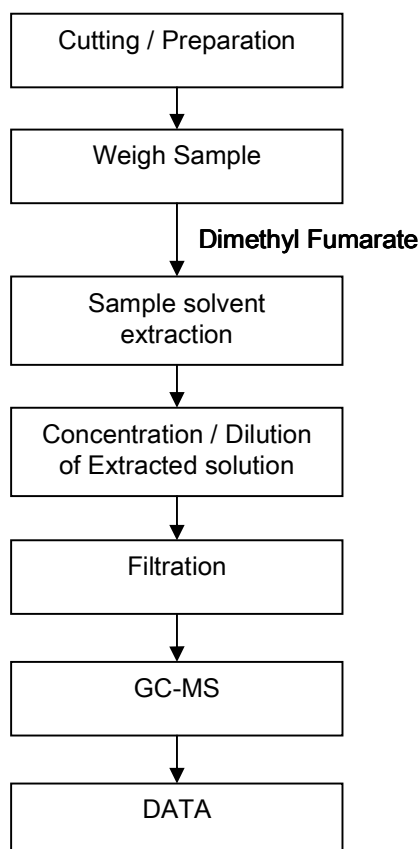 Cutting / Preparation
Weigh Sample
Dimethyl Fumarate
Sample solvent
extraction
Concentration / Dilution
of Extracted solution
Filtration
GC-MS
DATA